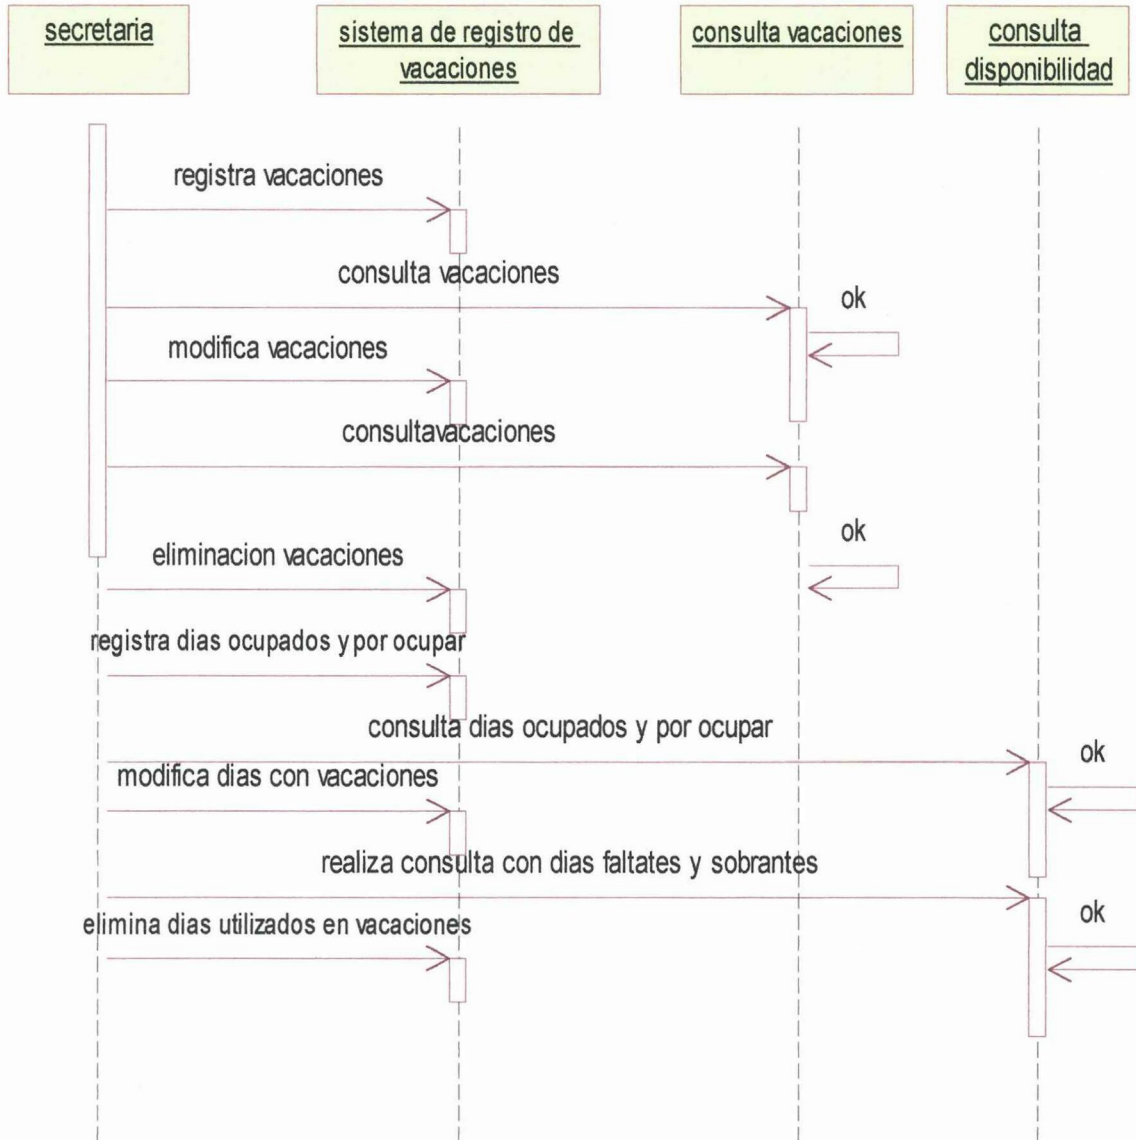 secretaria
sistema de registro de
vacaciones
consulta vacaciones
consulta
disponibilidad
registra vacaciones
consulta vacaciones
ok
modifica vacaciones
consultavacaciones
ok
eliminacion vacaciones
registra dias ocupados y por ocupar
consulta dias ocupados y por ocupar
ok
modifica dias con vacaciones
realiza consulta con dias faltates y sobrantes
ok
elimina dias utilizados en vacaciones